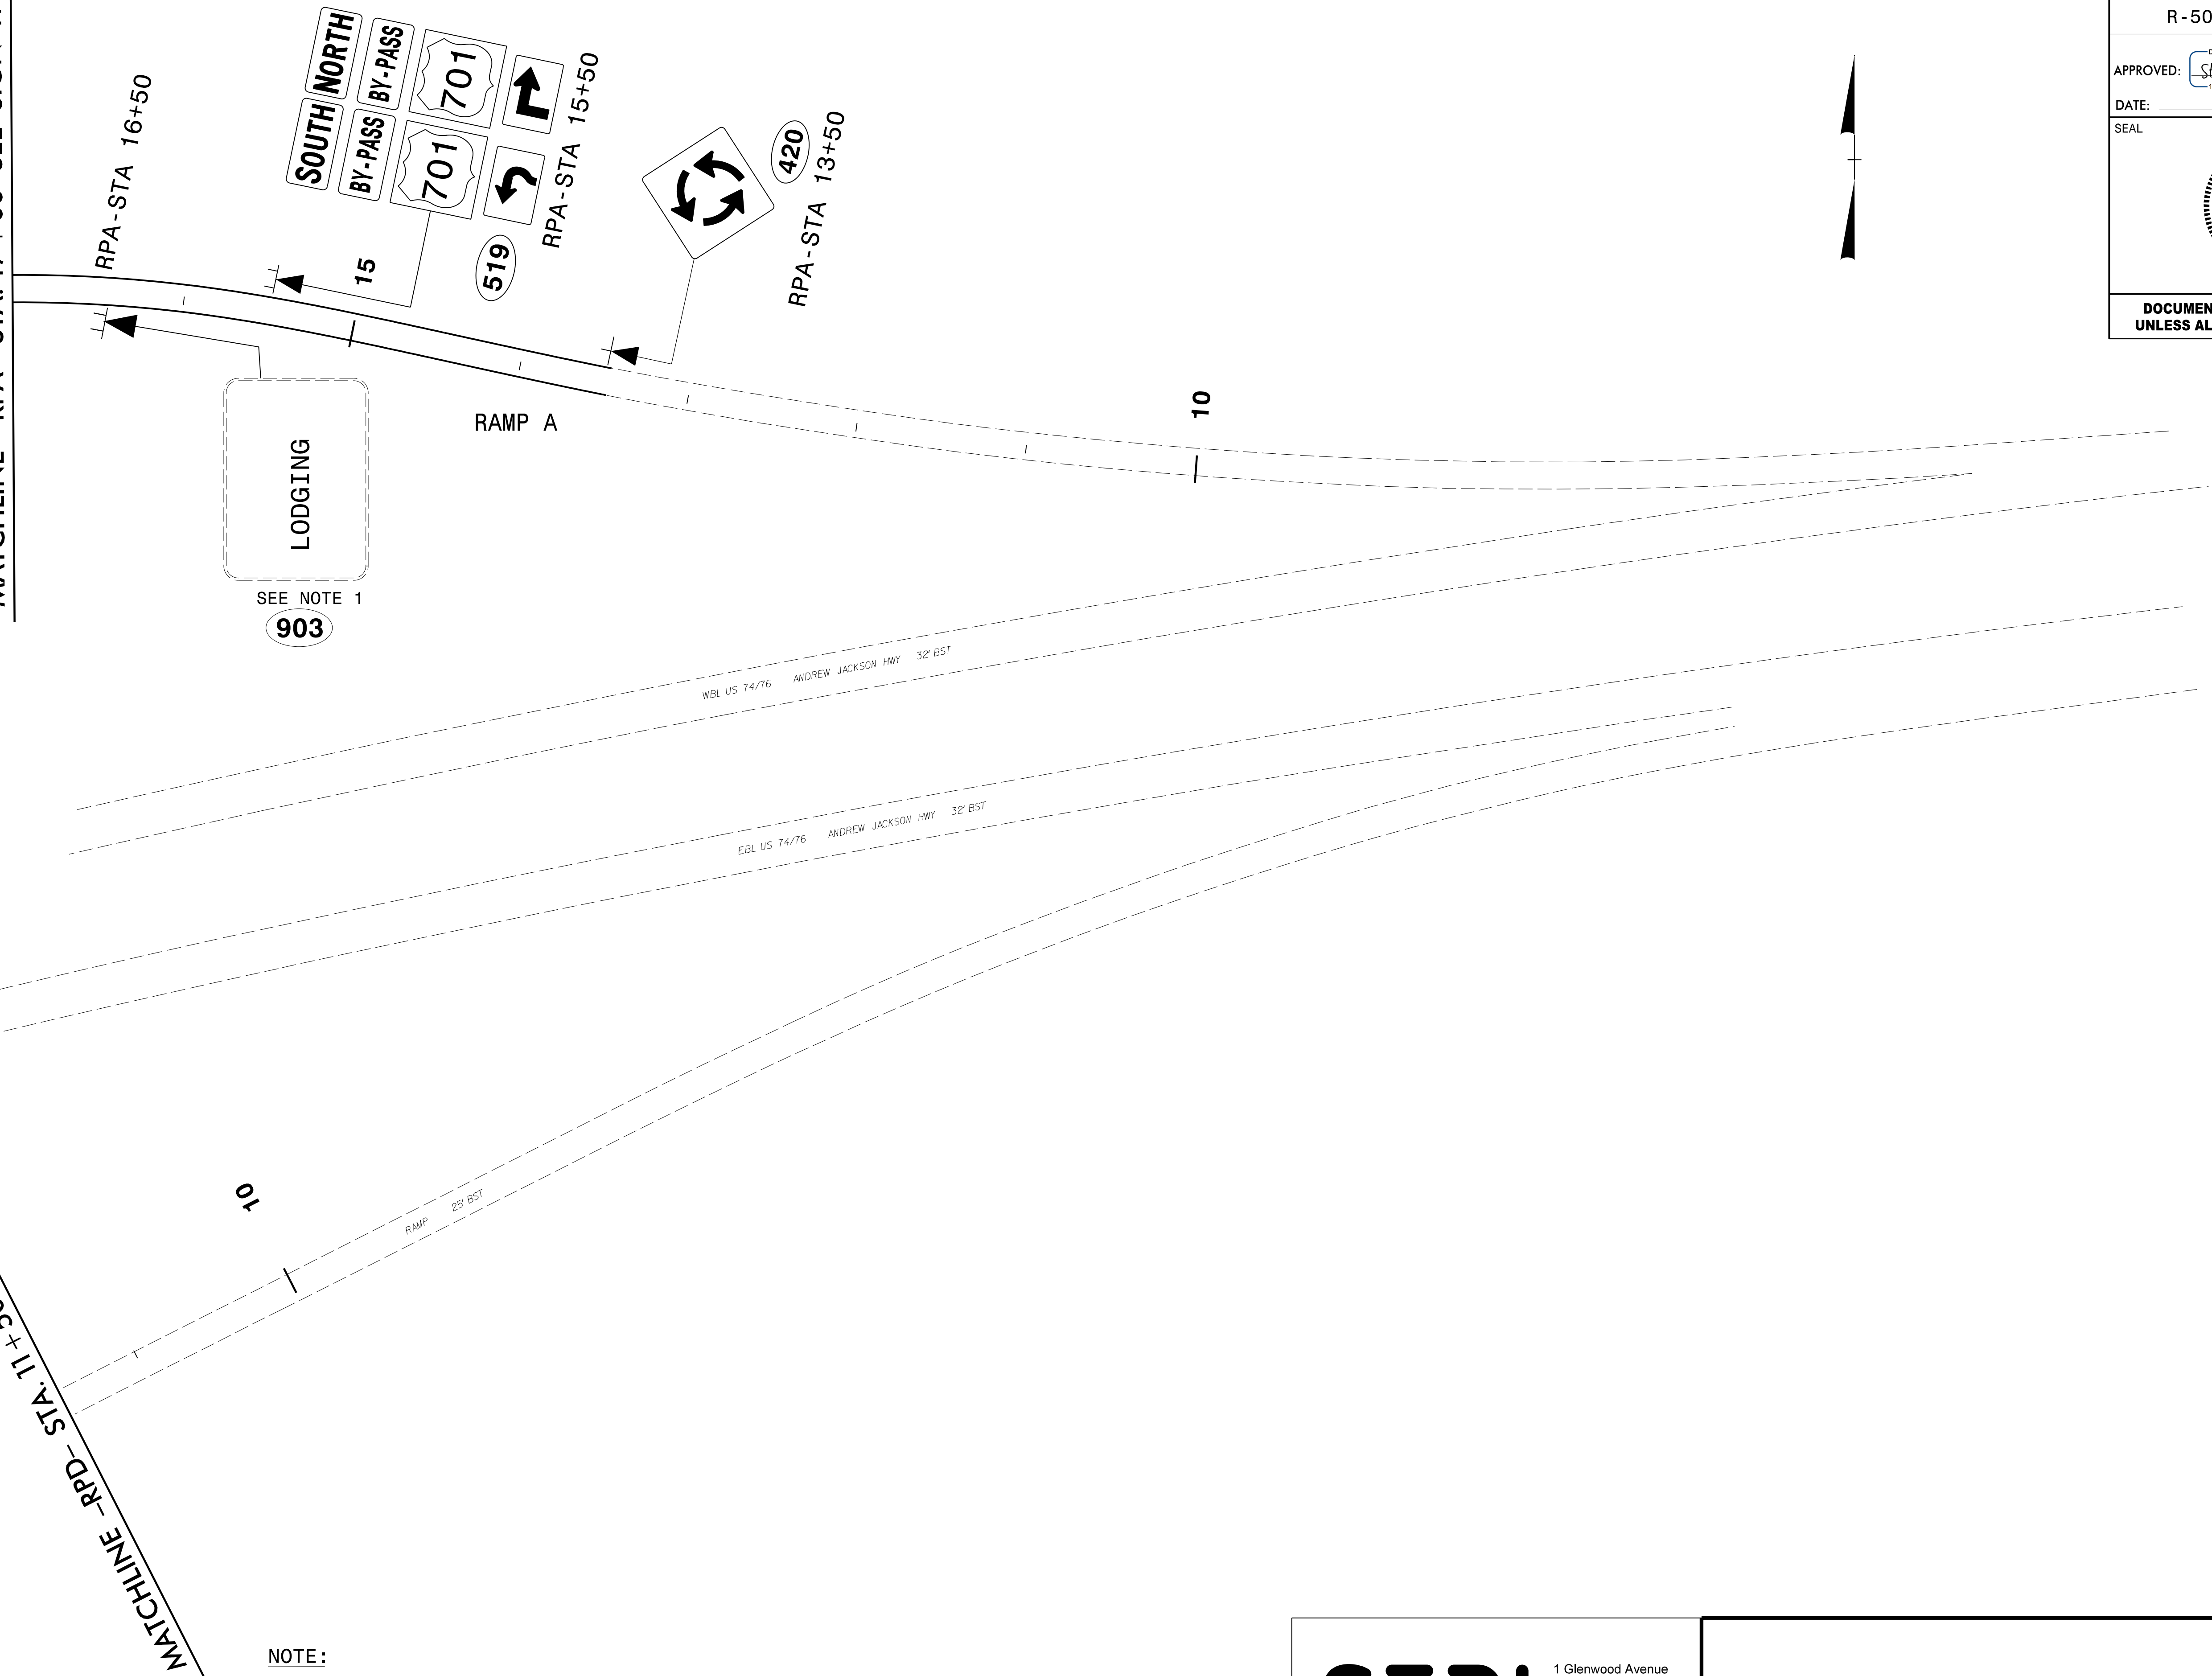 R-50
APPROVED:
DATE:
SEAL
DOCUMEN
UNLESS AL
RPA-STA 16+50
SOUTH
NORTH
BY-PASS
BY-PASS
701
701
519
RPA-STA 15+50
420
RPA-STA 13+50
15
10
RAMP A
LODGING
SEE NOTE 1
903
WBL US 74/76 ANDREW JACKSON HWY 32' BST
EBL US 74/76 ANDREW JACKSON HWY 32' BST
10
RAMP 25' BST
MATCHLINE -RPD- STA. 11+50
NOTE:
1 Glenwood Avenue